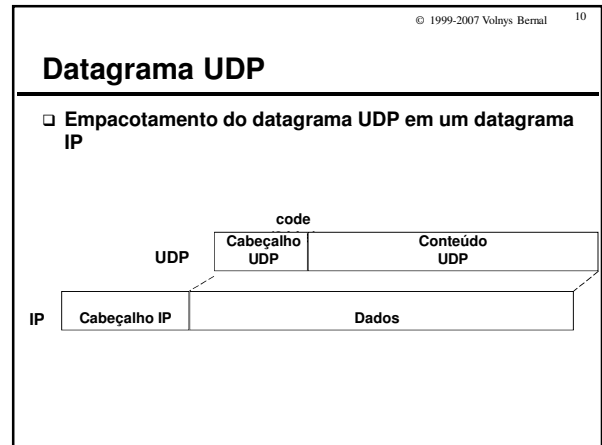 © 1999-2007 Volnys Bernal 10
Datagrama UDP
❑ Empacotamento do datagrama UDP em um datagrama
IP
code
UDP
Cabeçalho
UDP
Conteúdo
UDP
IP
Cabeçalho IP
Dados